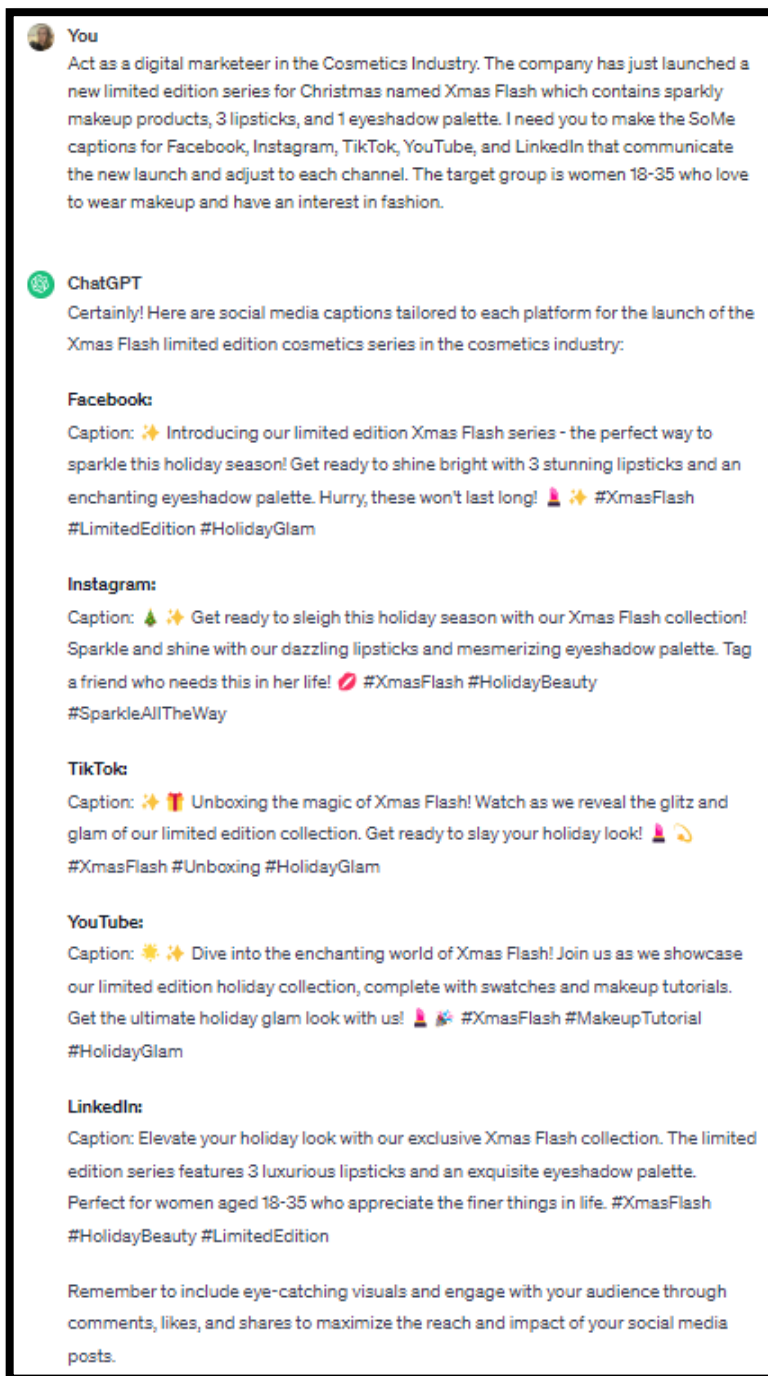 You
Act as a digital marketeer in the Cosmetics Industry. The company has just launched a
new limited edition series for Christmas named Xmas Flash which contains sparkly
makeup products, 3 lipsticks, and 1 eyeshadow palette. I need you to make the SoMe
captions for Facebook, Instagram, TikTok, YouTube, and LinkedIn that communicate
the new launch and adjust to each channel. The target group is women 18-35 who love
to wear makeup and have an interest in fashion.
ChatGPT
Certainly! Here are social media captions tailored to each platform for the launch of the
Xmas Flash limited edition cosmetics series in the cosmetics industry:
Facebook:
Caption: ✨ Introducing our limited edition Xmas Flash series - the perfect way to
sparkle this holiday season! Get ready to shine bright with 3 stunning lipsticks and an
enchanting eyeshadow palette. Hurry, these won't last long! 💄 ✨ #XmasFlash
#LimitedEdition #HolidayGlam
Instagram:
Caption: 🎄 ✨ Get ready to sleigh this holiday season with our Xmas Flash collection!
Sparkle and shine with our dazzling lipsticks and mesmerizing eyeshadow palette. Tag
a friend who needs this in her life! 💋 #XmasFlash #HolidayBeauty
#SparkleAllTheWay
TikTok:
Caption: ✨ 🎁 Unboxing the magic of Xmas Flash! Watch as we reveal the glitz and
glam of our limited edition collection. Get ready to slay your holiday look! 💄 💫
#XmasFlash #Unboxing #HolidayGlam
YouTube:
Caption: 🌟 ✨ Dive into the enchanting world of Xmas Flash! Join us as we showcase
our limited edition holiday collection, complete with swatches and makeup tutorials.
Get the ultimate holiday glam look with us! 💄 🎉 #XmasFlash #MakeupTutorial
#HolidayGlam
LinkedIn:
Caption: Elevate your holiday look with our exclusive Xmas Flash collection. The limited
edition series features 3 luxurious lipsticks and an exquisite eyeshadow palette.
Perfect for women aged 18-35 who appreciate the finer things in life. #XmasFlash
#HolidayBeauty #LimitedEdition
Remember to include eye-catching visuals and engage with your audience through
comments, likes, and shares to maximize the reach and impact of your social media
posts.